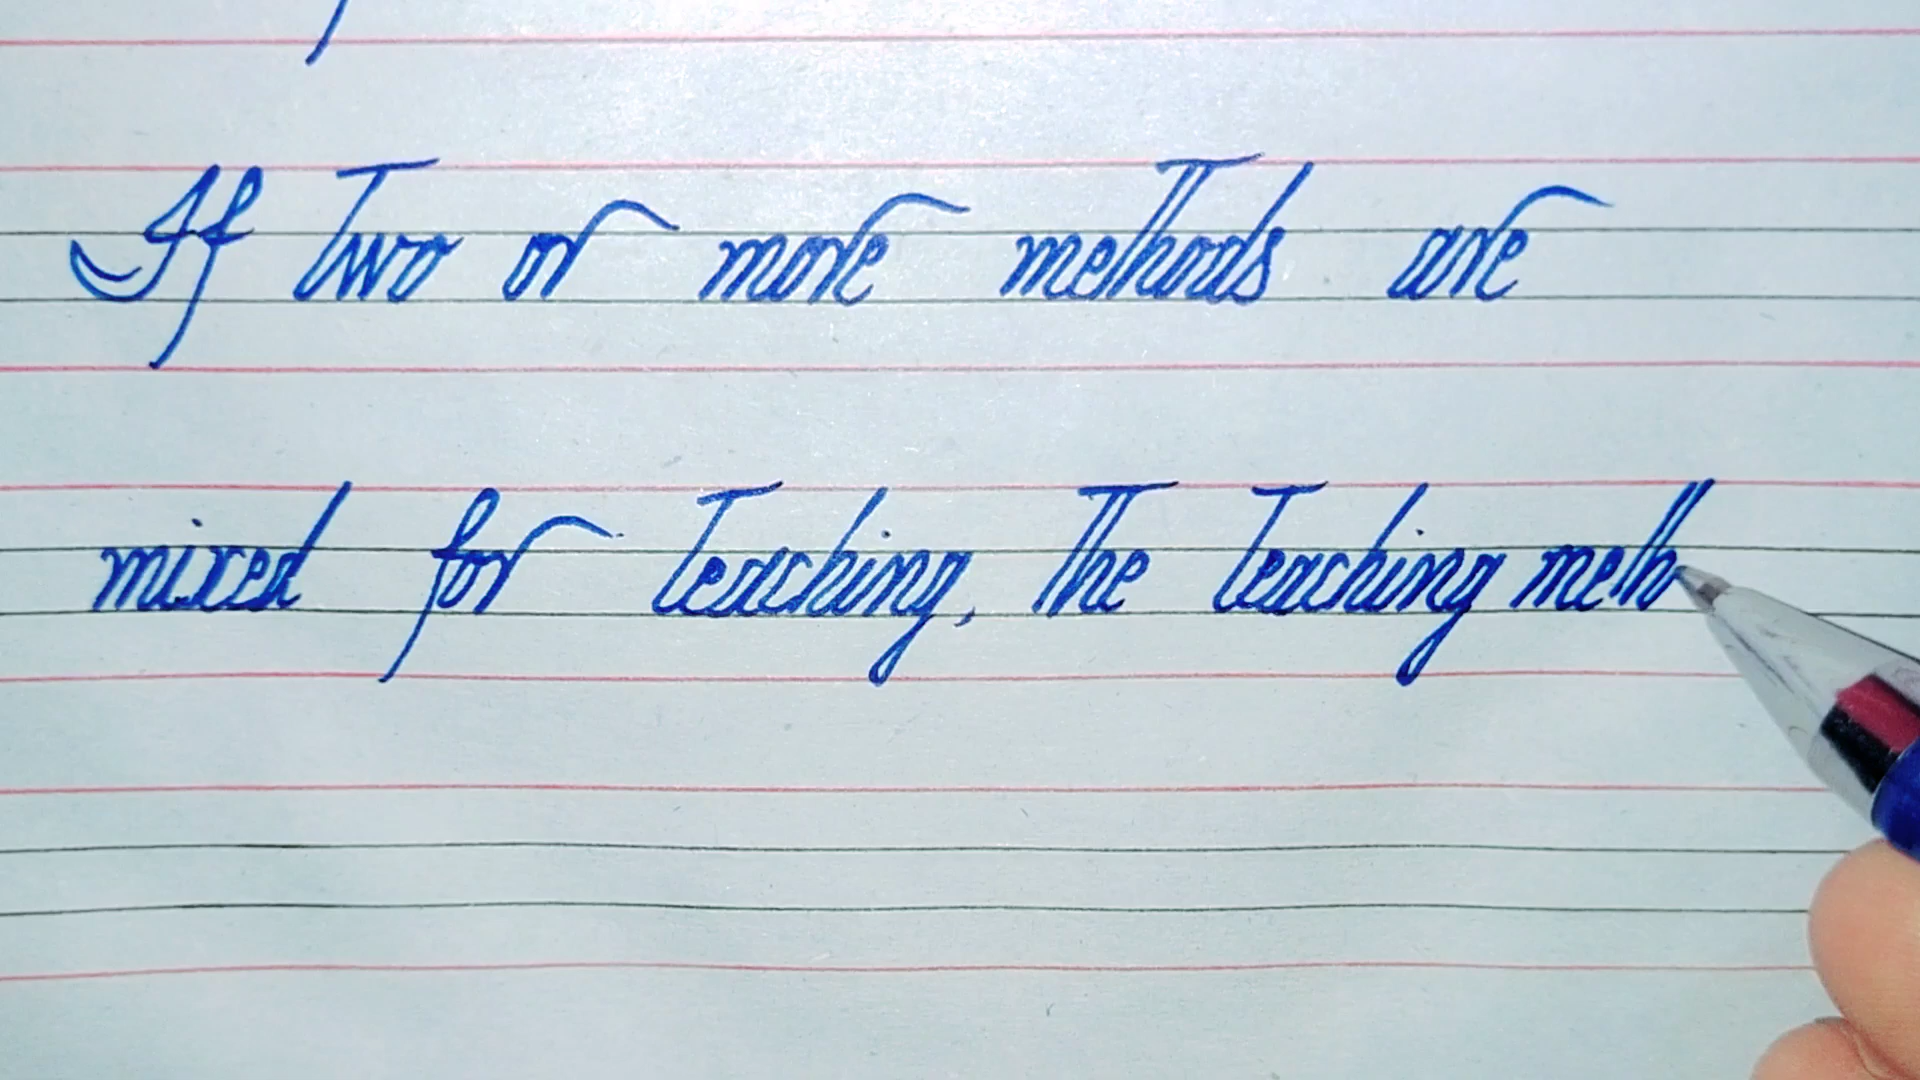 If two or more methods are
mixed for teaching, the teaching meth